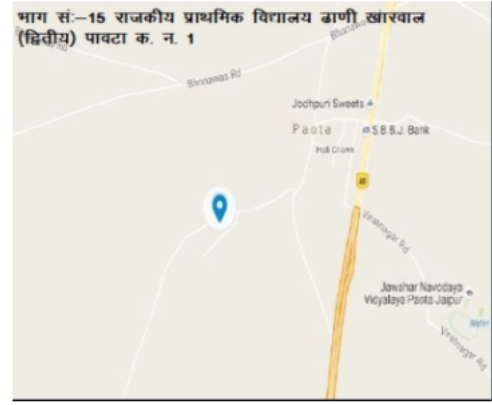 भाग सं:–15 राजकीय प्राथमिक विद्यालय ढाणी खारवाल
(द्वितीय) पावटा क. न. 1
Bhonawas Rd
Jodhpuri Sweets
Paota
S.B.B.J. Bank
Holi Chowk
48
Viratnagar Rd
Jawahar Navodaya
Vidyalaya Paota Jaipur
Viratnagar Rd